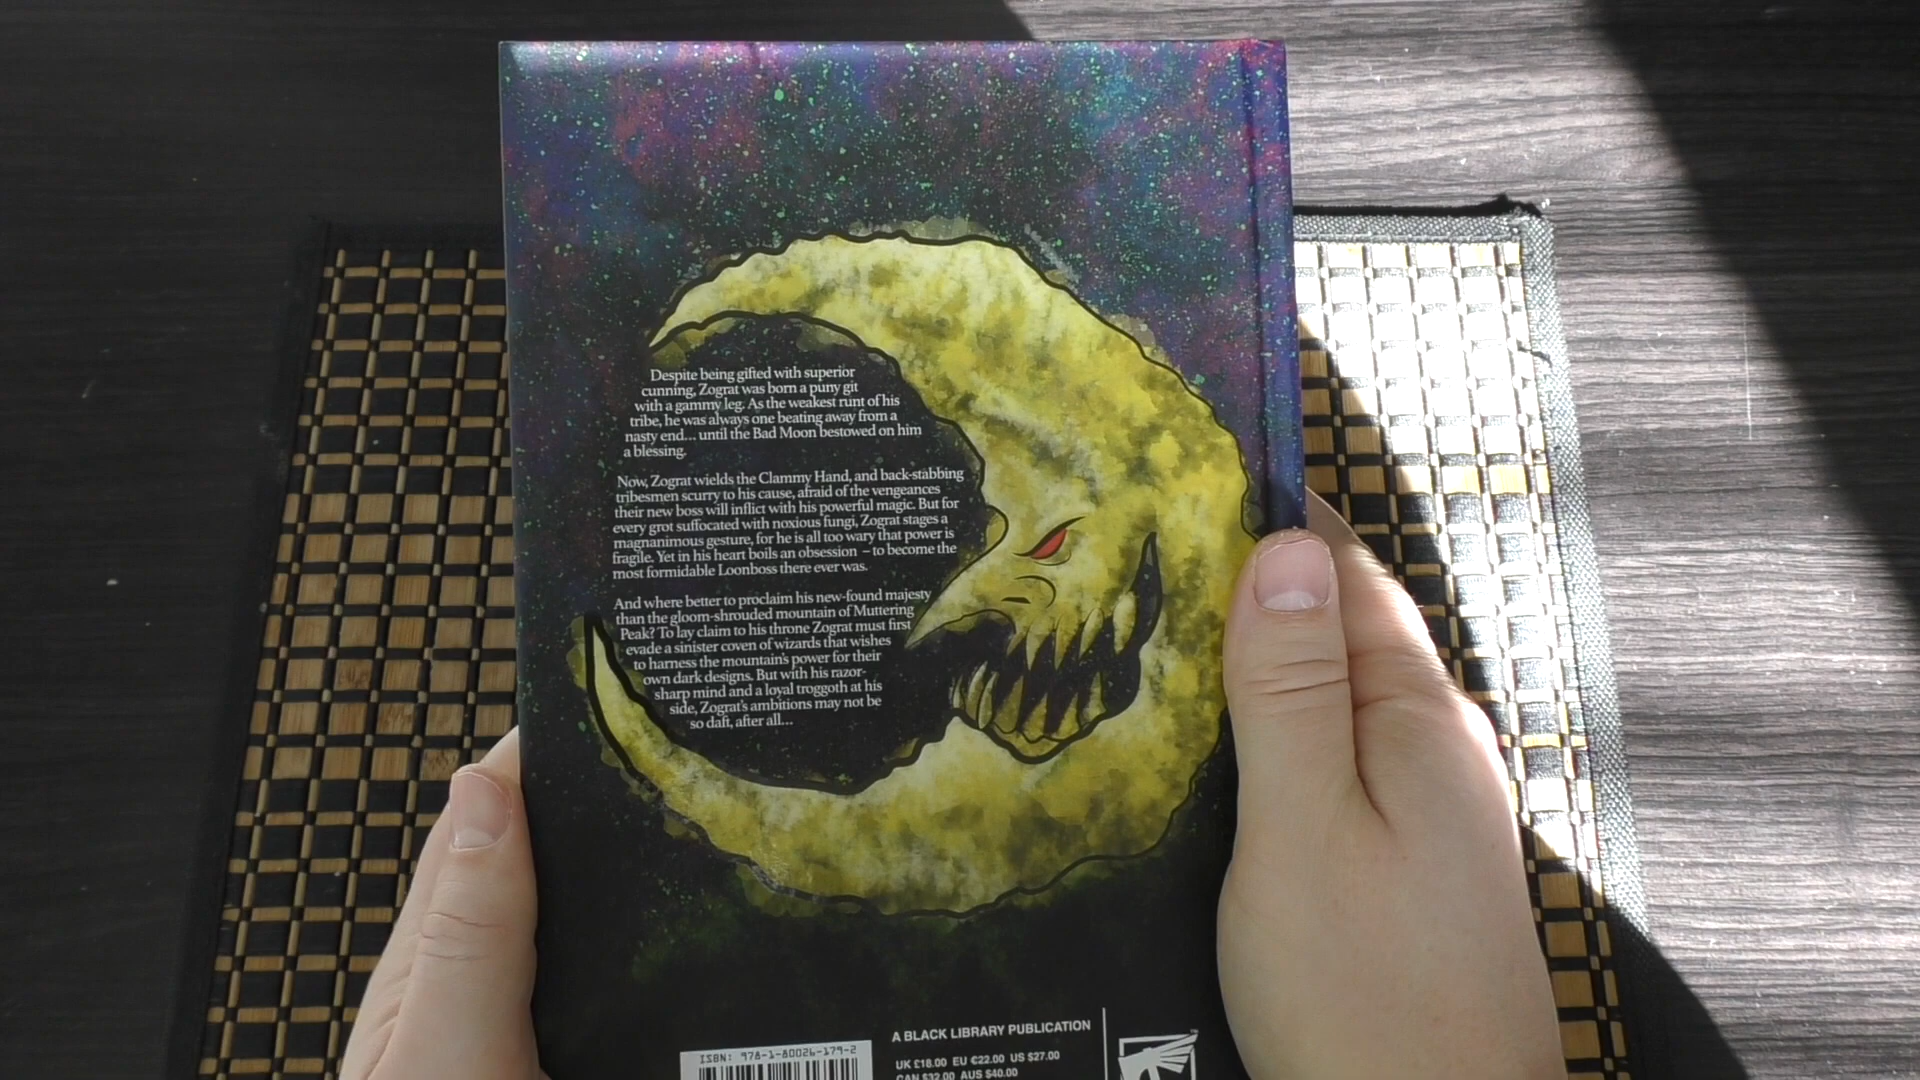 Despite being gifted with superior
cunning, Zograt was born a puny git
with a gammy leg. As the weakest runt of his
tribe, he was always one beating away from a
nasty end... until the Bad Moon bestowed on him
a blessing.
Now, Zograt wields the Clammy Hand, and back-stabbing
tribesmen scurry to his cause, afraid of the vengeances
their new boss will inflict with his powerful magic. But for
every grot suffocated with noxious fungi, Zograt stages a
magnanimous gesture, for he is all too wary that power is
fragile. Yet in his heart boils an obsession – to become the
most formidable Loonboss there ever was.
And where better to proclaim his new-found majesty
than the gloom-shrouded mountain of Muttering
Peak? To lay claim to his throne Zograt must first
evade a sinister coven of wizards that wishes
to harness the mountain's power for their
own dark designs. But with his razor-
sharp mind and a loyal troggoth at his
side, Zograt's ambitions may not be
so daft, after all...
A BLACK LIBRARY PUBLICATION
ISBN: 978-1-80026-179-2
UK £18.00 EU €22.00 US $27.00
CAN $32.00 AUS $40.00
TM